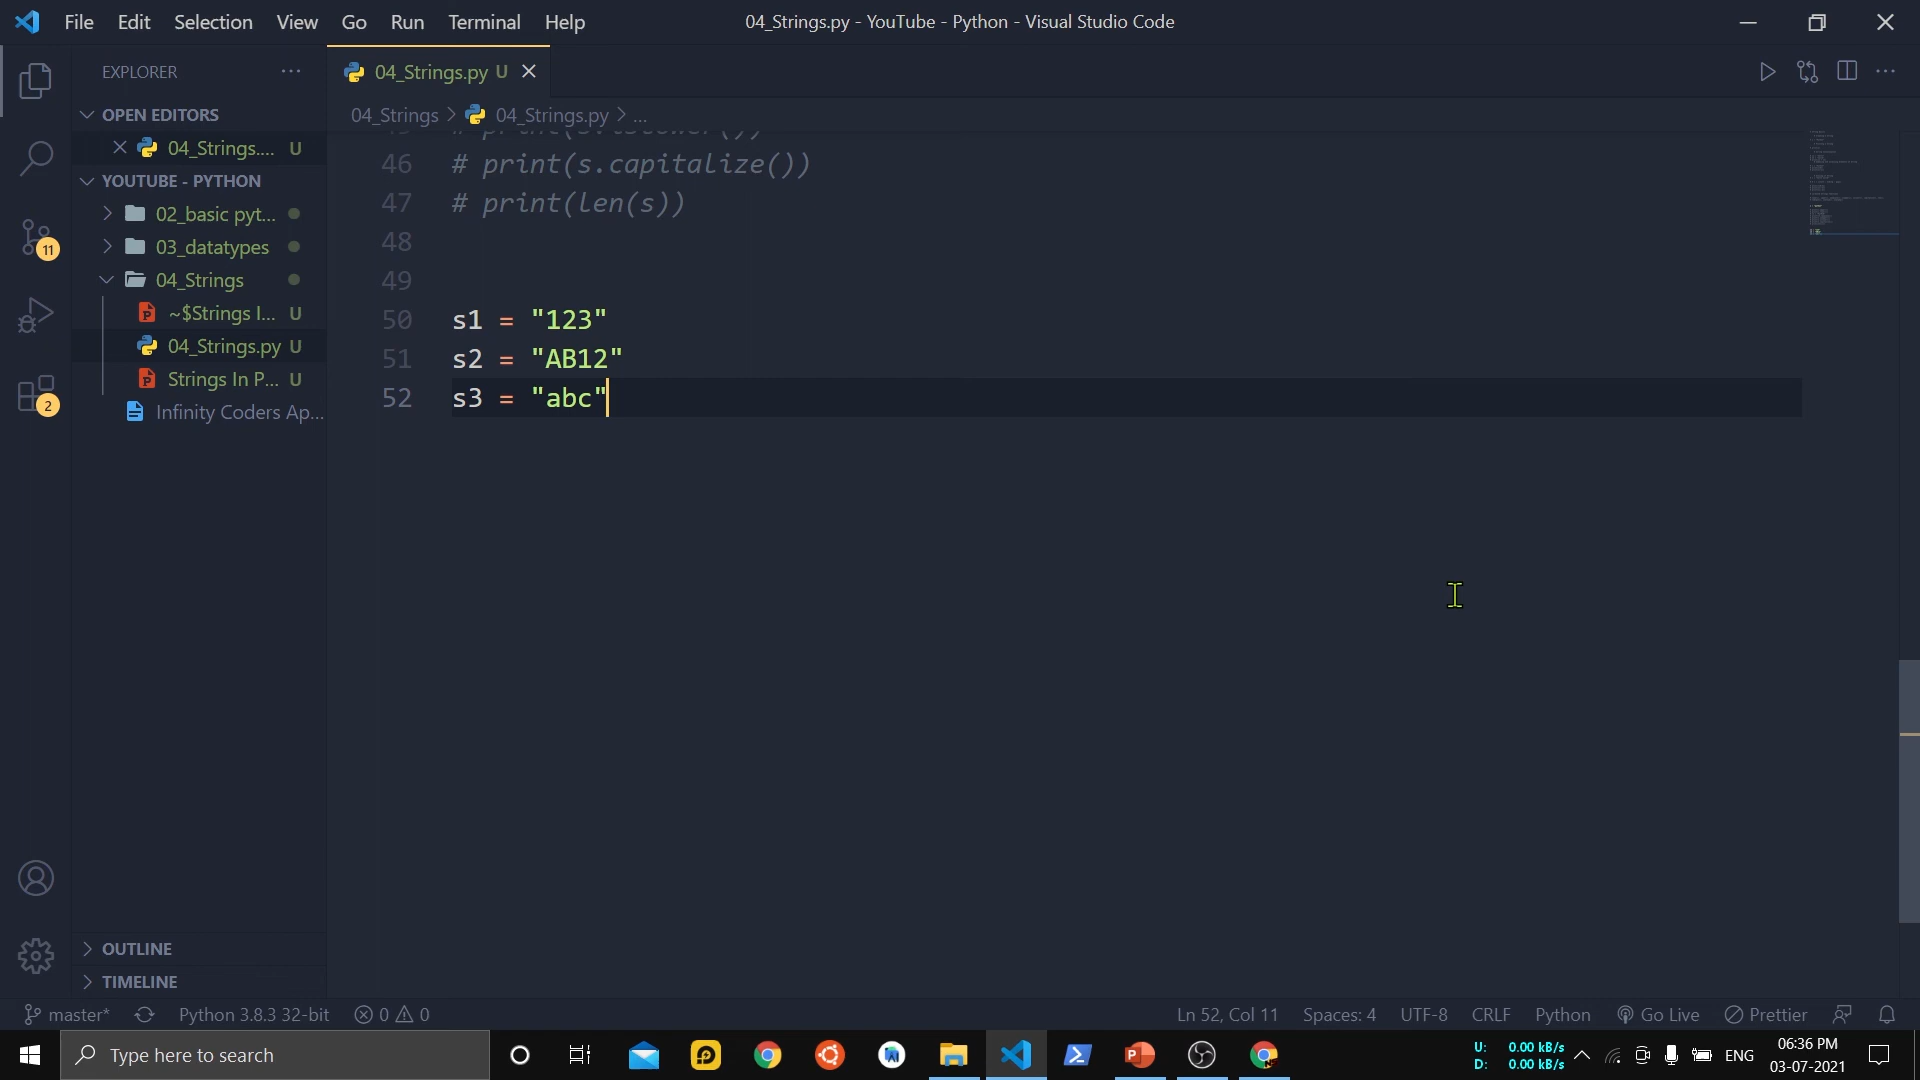 File Edit Selection View Go Run Terminal Help 04_Strings.py - YouTube - Python - Visual Studio Code
EXPLORER ··· 04_Strings.py U
OPEN EDITORS
04_Strings > 04_Strings.py > ...
04_Strings.... U
YOUTUBE - PYTHON
02_basic pyt...
03_datatypes
04_Strings
~$Strings I... U
04_Strings.py U
Strings In P... U
Infinity Coders Ap...
11
2
46 # print(s.capitalize())
47 # print(len(s))
48
49
50 s1 = "123"
51 s2 = "AB12"
52 s3 = "abc"
OUTLINE
TIMELINE
master* Python 3.8.3 32-bit 0 0 Ln 52, Col 11 Spaces: 4 UTF-8 CRLF Python Go Live Prettier
Type here to search
U: 0.00 kB/s
D: 0.00 kB/s
ENG
06:36 PM
03-07-2021